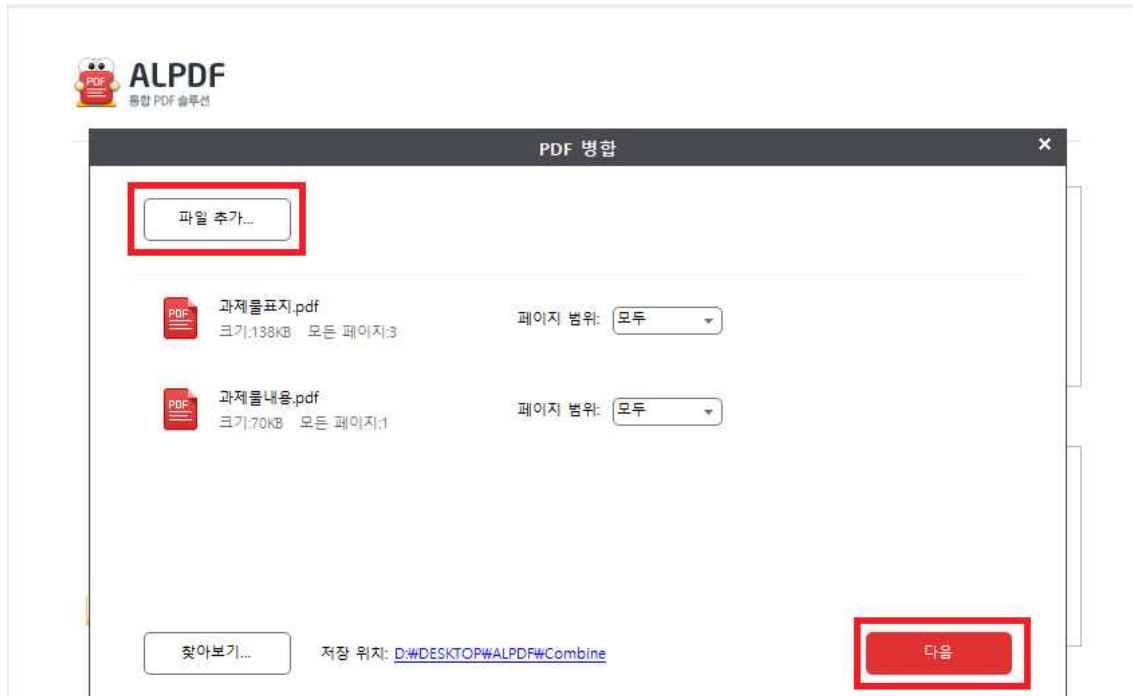 PDF
ALPDF
통합 PDF 솔루션
PDF 병합
파일 추가...
PDF
과제물표지.pdf
크기:138KB 모든 페이지:3
페이지 범위: 모두
PDF
과제물내용.pdf
크기:70KB 모든 페이지:1
페이지 범위: 모두
찾아보기...
저장 위치: D:₩DESKTOP₩ALPDF₩Combine
다음